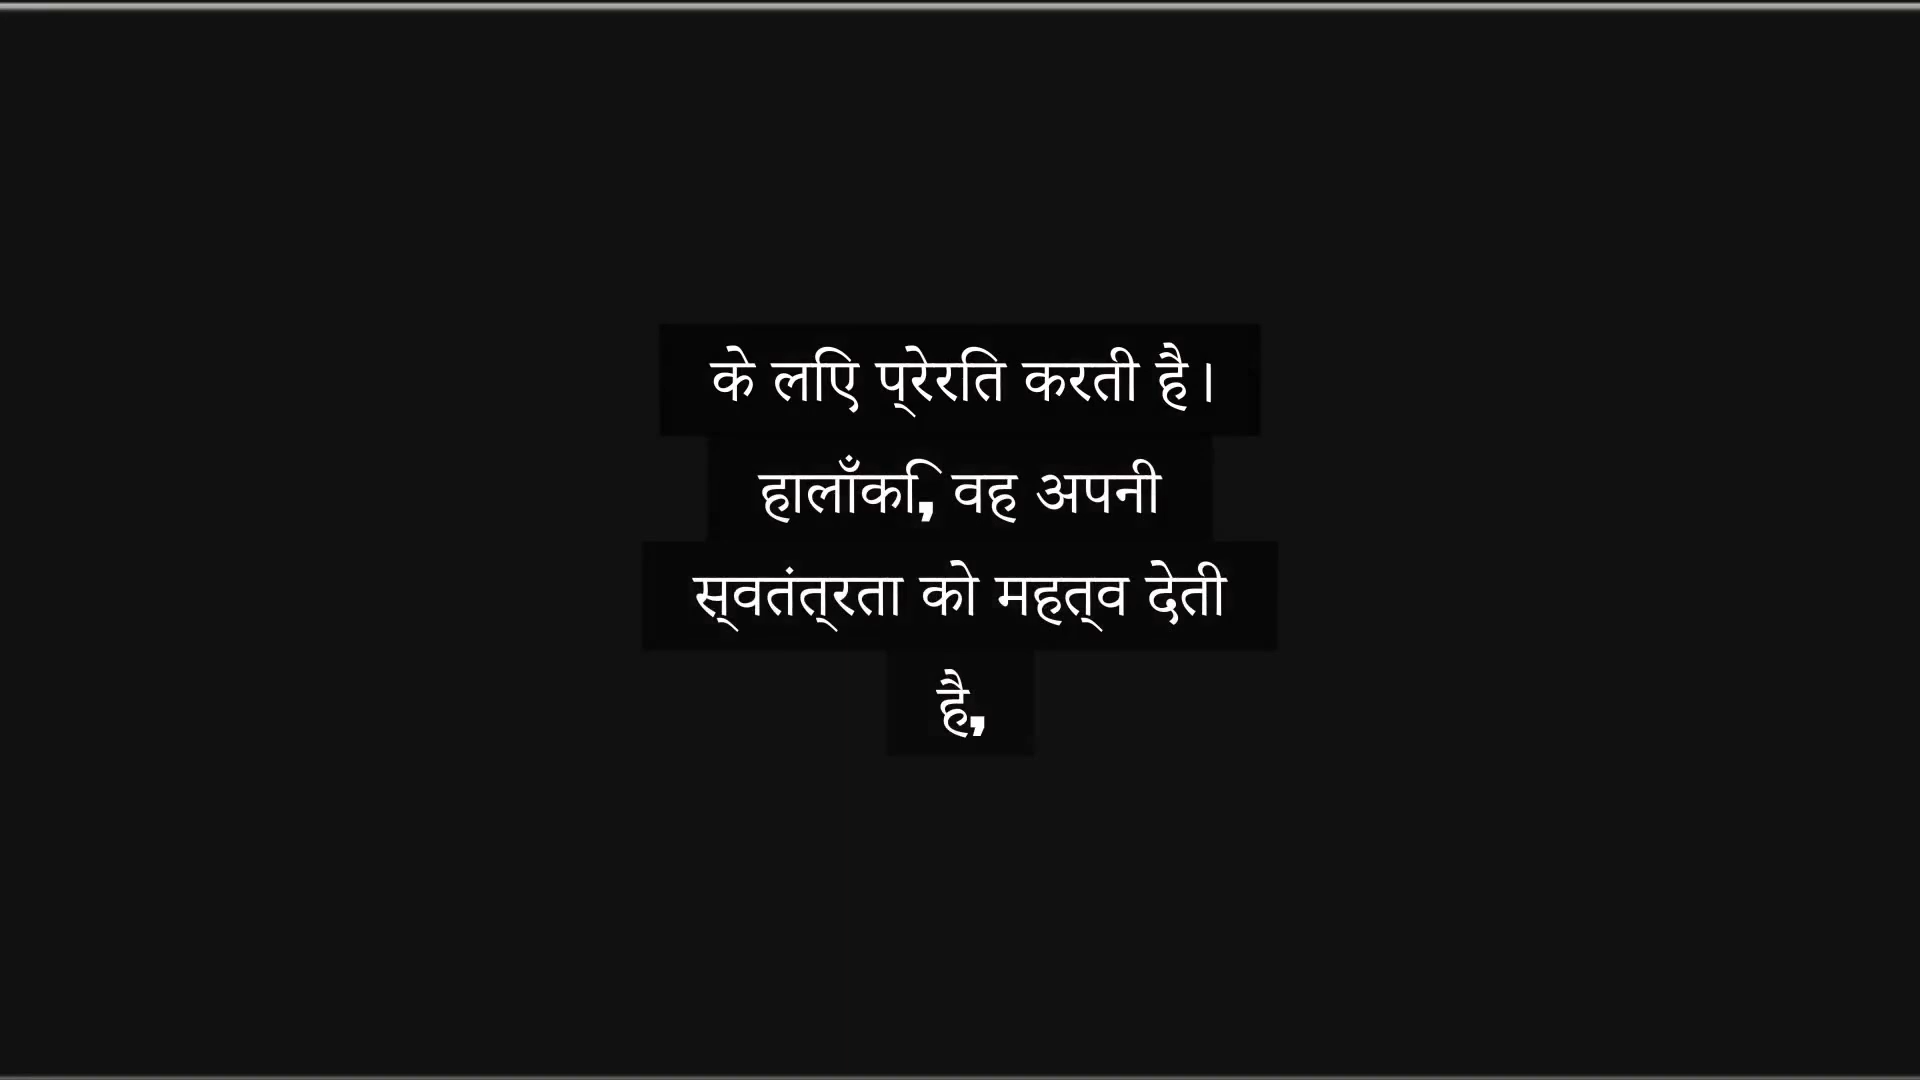 के लिए प्रेरित करती है।
हालाँकि, वह अपनी
स्वतंत्रता को महत्व देती
है,